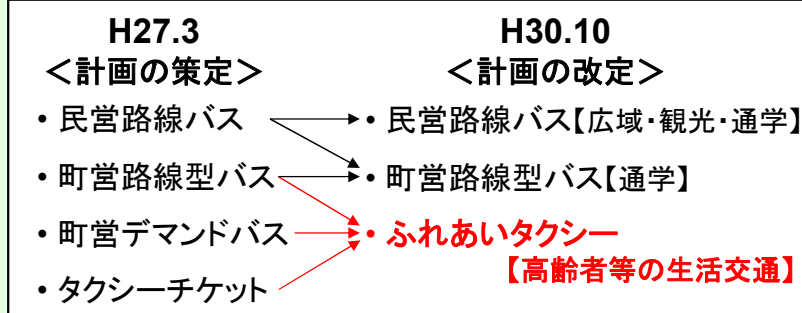 H27.3
＜計画の策定＞
・民営路線バス
・町営路線型バス
・町営デマンドバス
・タクシーチケット
H30.10
＜計画の改定＞
・民営路線バス【広域・観光・通学】
・町営路線型バス【通学】
・ふれあいタクシー
【高齢者等の生活交通】